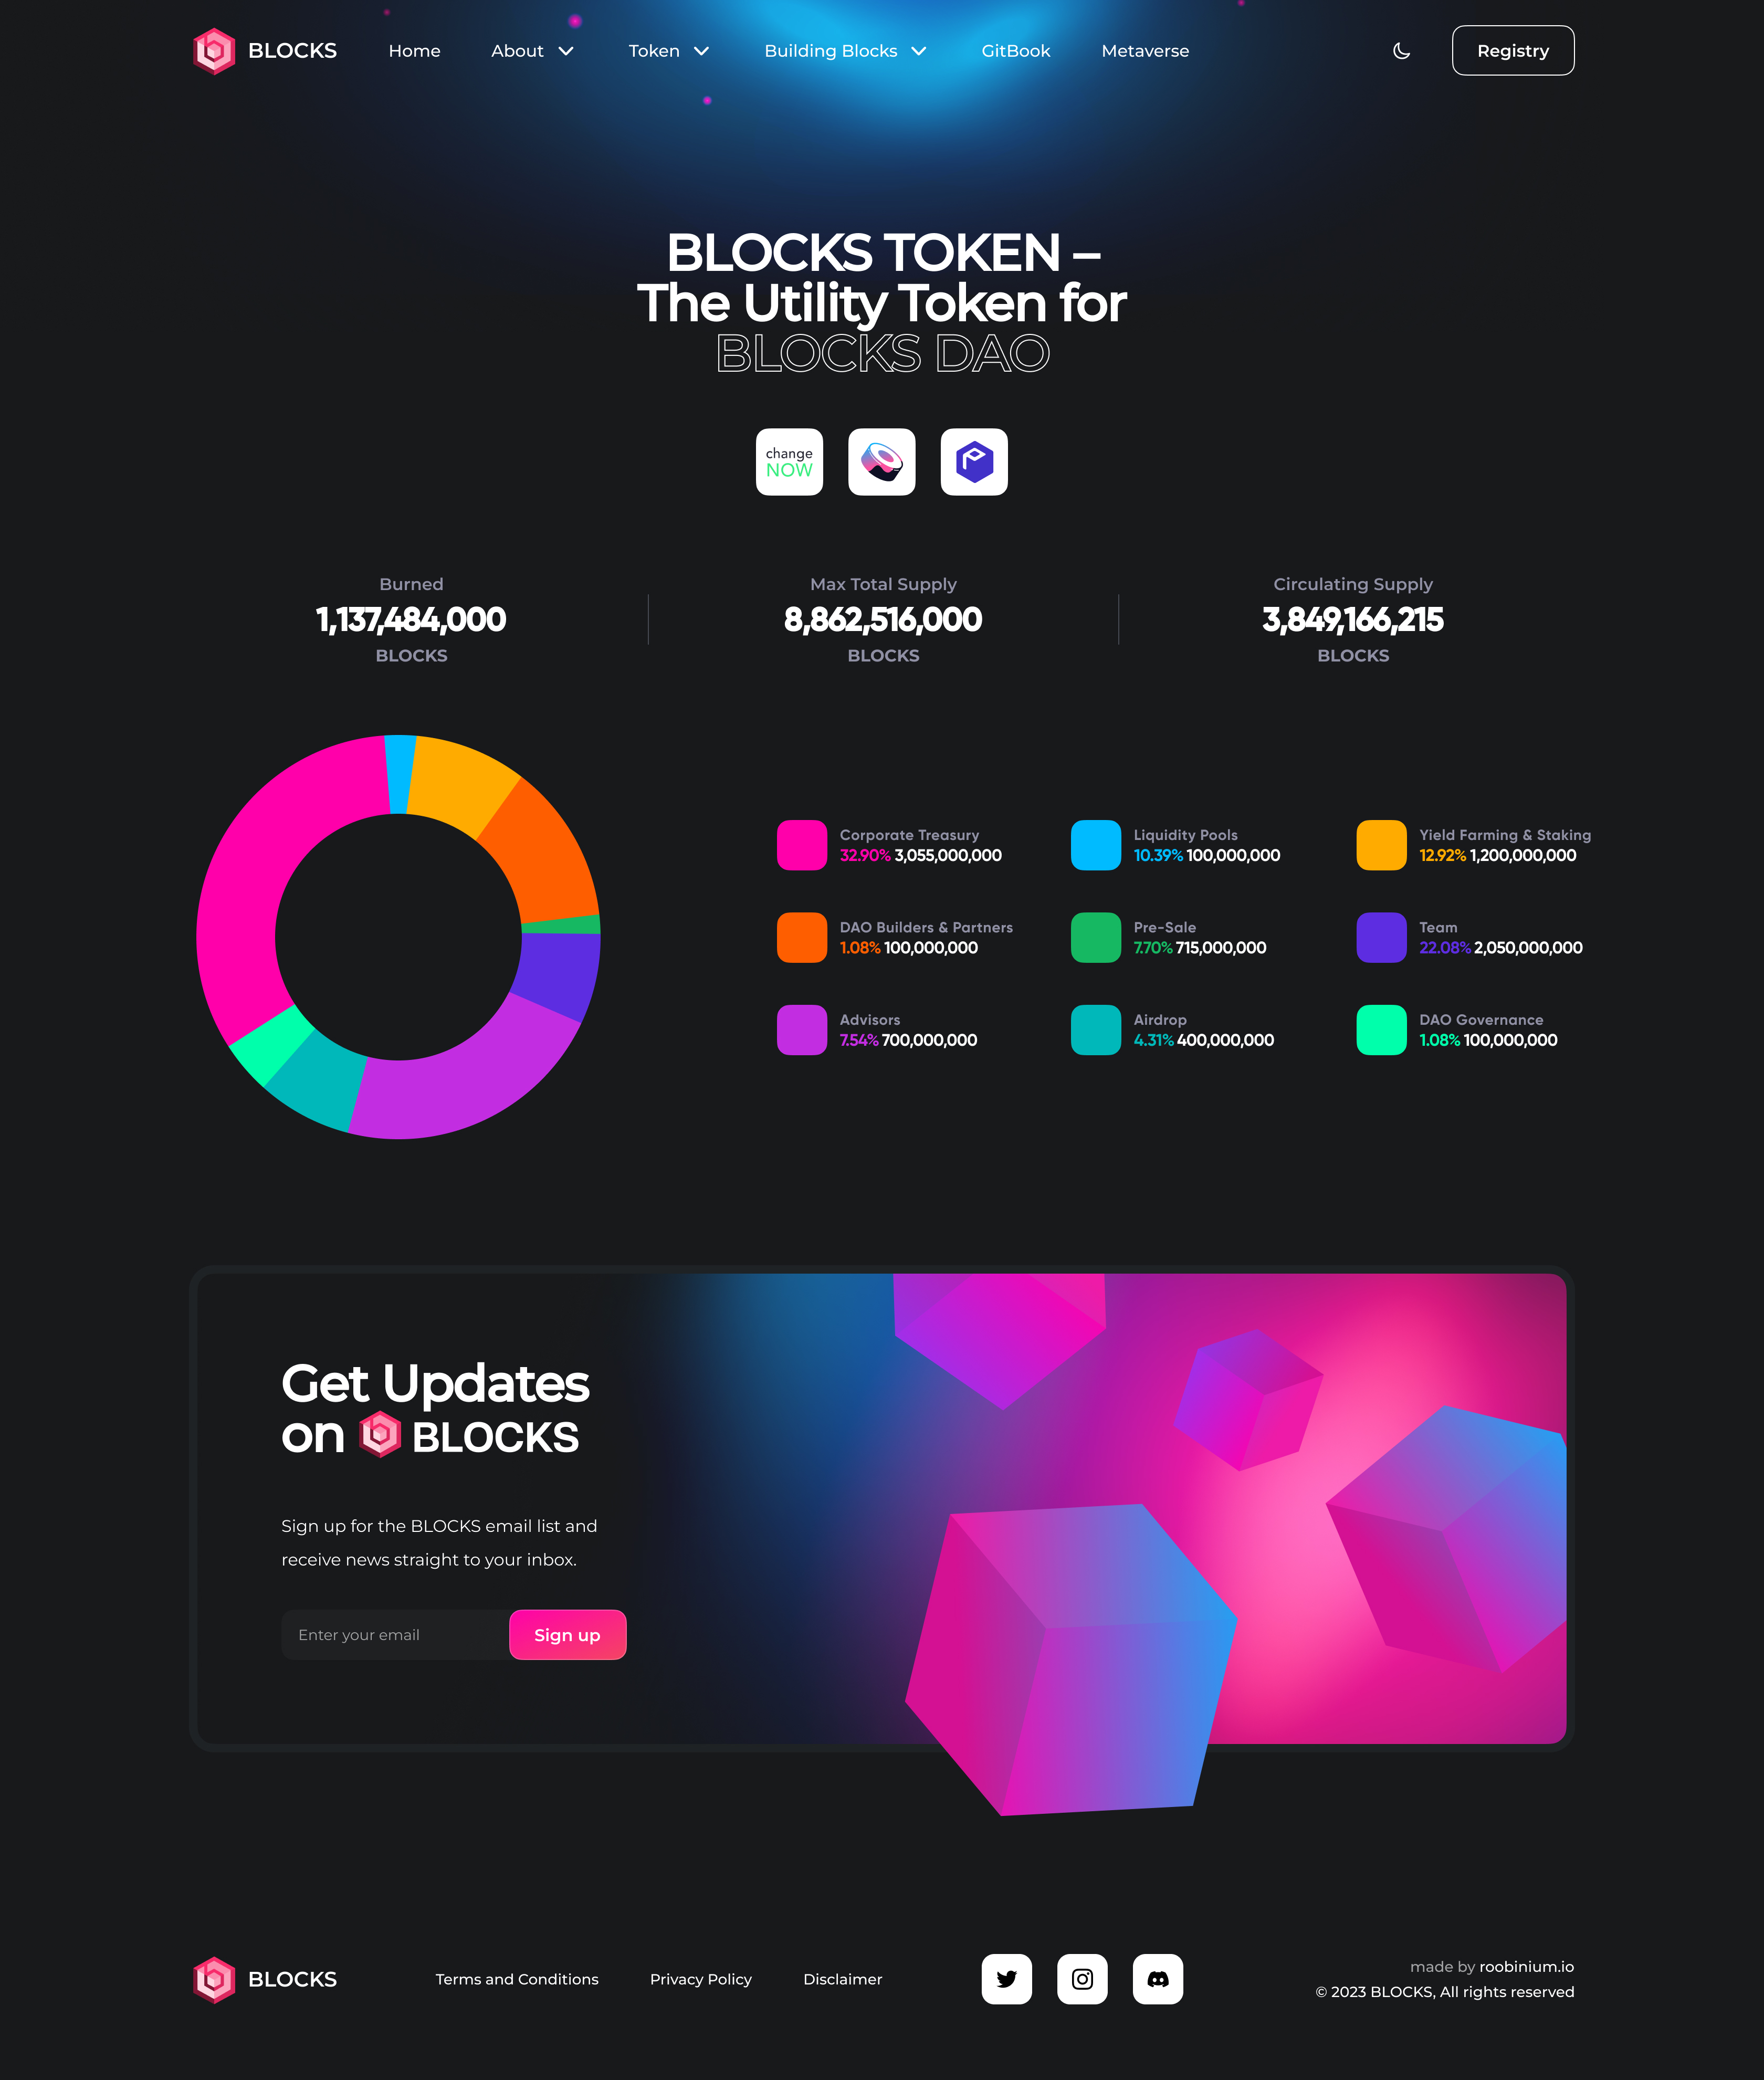 BLOCKS
Home
About
Token
Building Blocks
GitBook
Metaverse
Registry
BLOCKS TOKEN –
The Utility Token for
BLOCKS DAO
change
NOW
Burned
1,137,484,000
BLOCKS
Max Total Supply
8,862,516,000
BLOCKS
Circulating Supply
3,849,166,215
BLOCKS
Corporate Treasury
32.90% 3,055,000,000
Liquidity Pools
10.39% 100,000,000
Yield Farming & Staking
12.92% 1,200,000,000
DAO Builders & Partners
1.08% 100,000,000
Pre-Sale
7.70% 715,000,000
Team
22.08% 2,050,000,000
Advisors
7.54% 700,000,000
Airdrop
4.31% 400,000,000
DAO Governance
1.08% 100,000,000
Get Updates
on BLOCKS
Sign up for the BLOCKS email list and
receive news straight to your inbox.
Enter your email
Sign up
BLOCKS
Terms and Conditions
Privacy Policy
Disclaimer
made by roobinium.io
© 2023 BLOCKS, All rights reserved